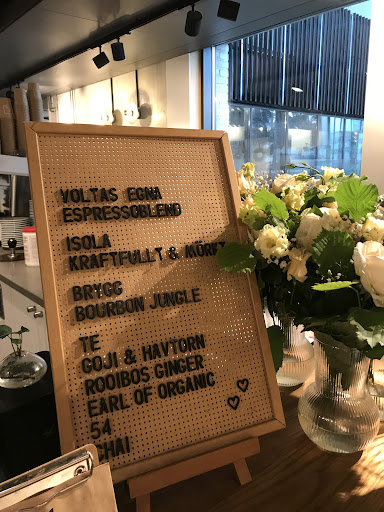 VOLTAS EGNA
ESPRESSOBLEND
ISOLA
KRAFTFULLT & MÖRKT
BRYGG
BOURBON JUNGLE
TE
GOJI & HAVTORN
ROOIBOS GINGER
EARL OF ORGANIC
54
CHAI